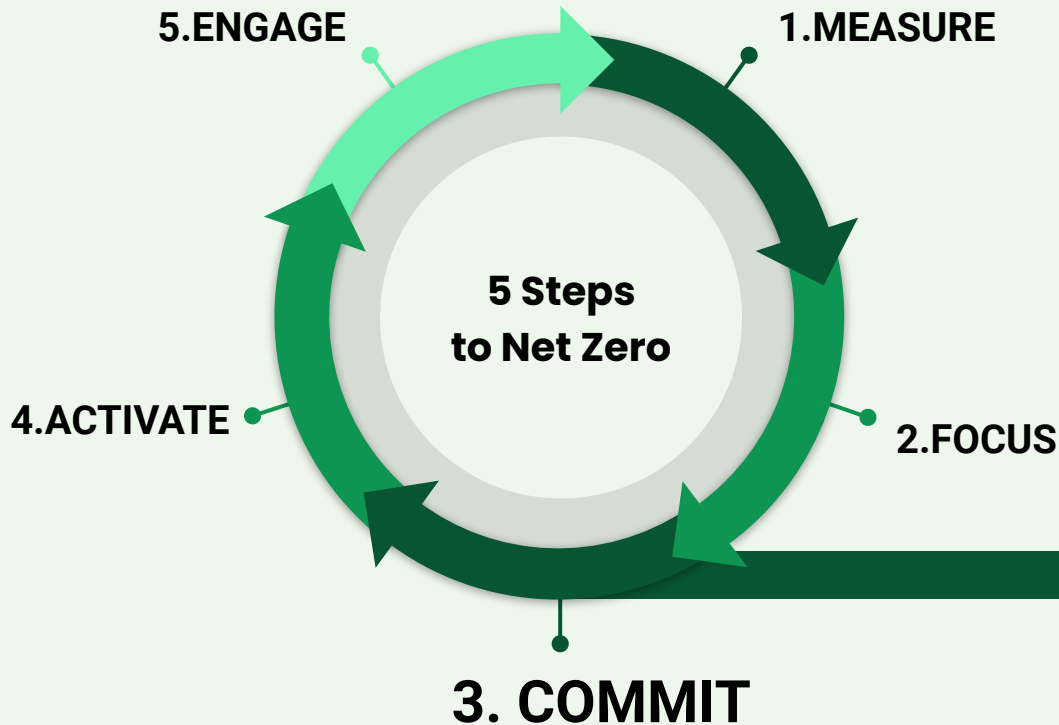 5.ENGAGE
1.MEASURE
5 Steps
to Net Zero
4.ACTIVATE
2.FOCUS
3. COMMIT